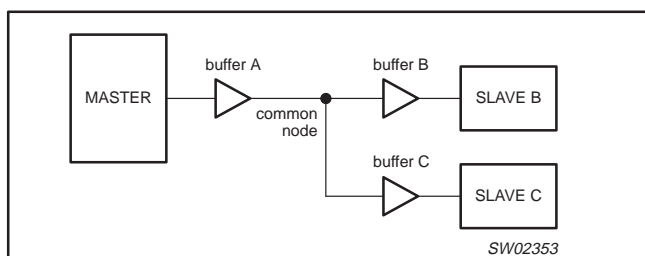 buffer A
buffer B
MASTER
SLAVE B
common
node
buffer C
SLAVE C
SW02353